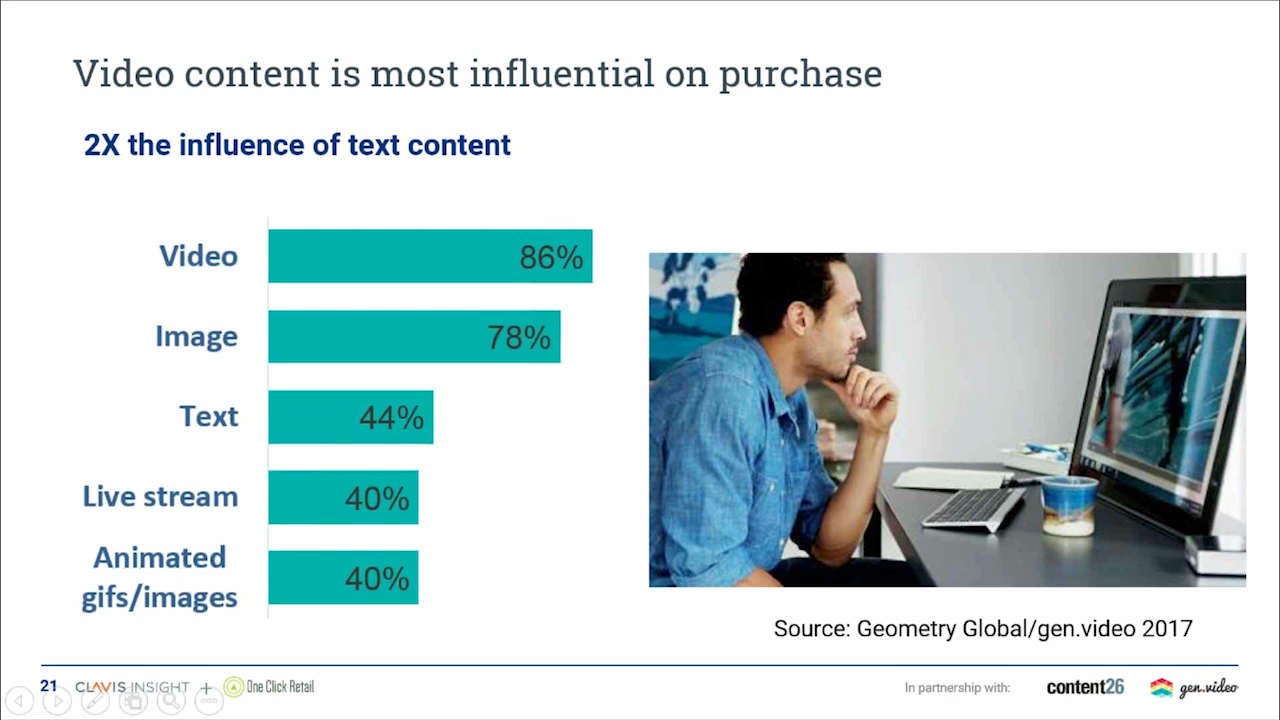 Video content is most influential on purchase
2X the influence of text content
Video
86%
Image
78%
Text
44%
Live stream
40%
Animated
gifs/images
40%
Source: Geometry Global/gen.video 2017
21
CLAVIS INSIGHT + One Click Retail
In partnership with:
content26
gen.video